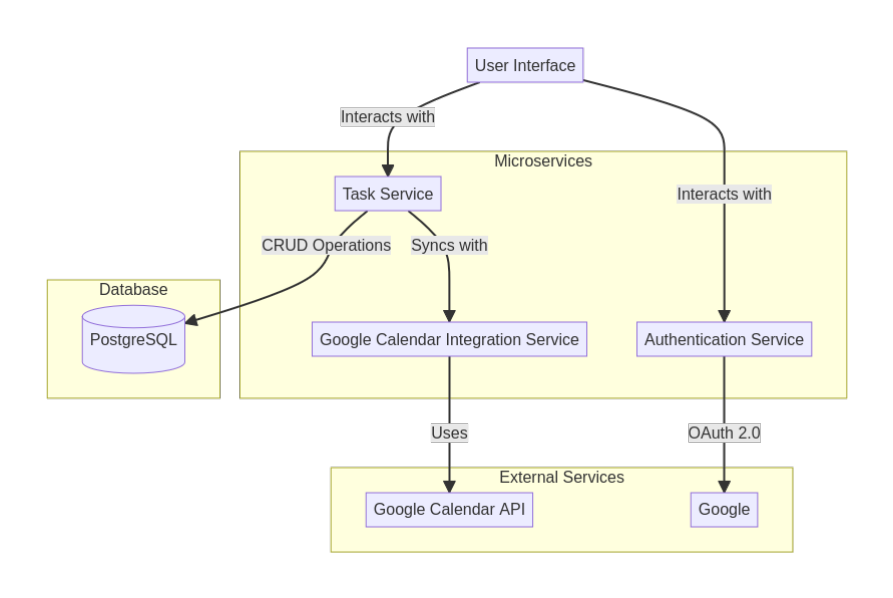 User Interface
Interacts with
Microservices
Task Service
Interacts with
CRUD Operations
Syncs with
Database
PostgreSQL
Google Calendar Integration Service
Authentication Service
Uses
OAuth 2.0
External Services
Google Calendar API
Google